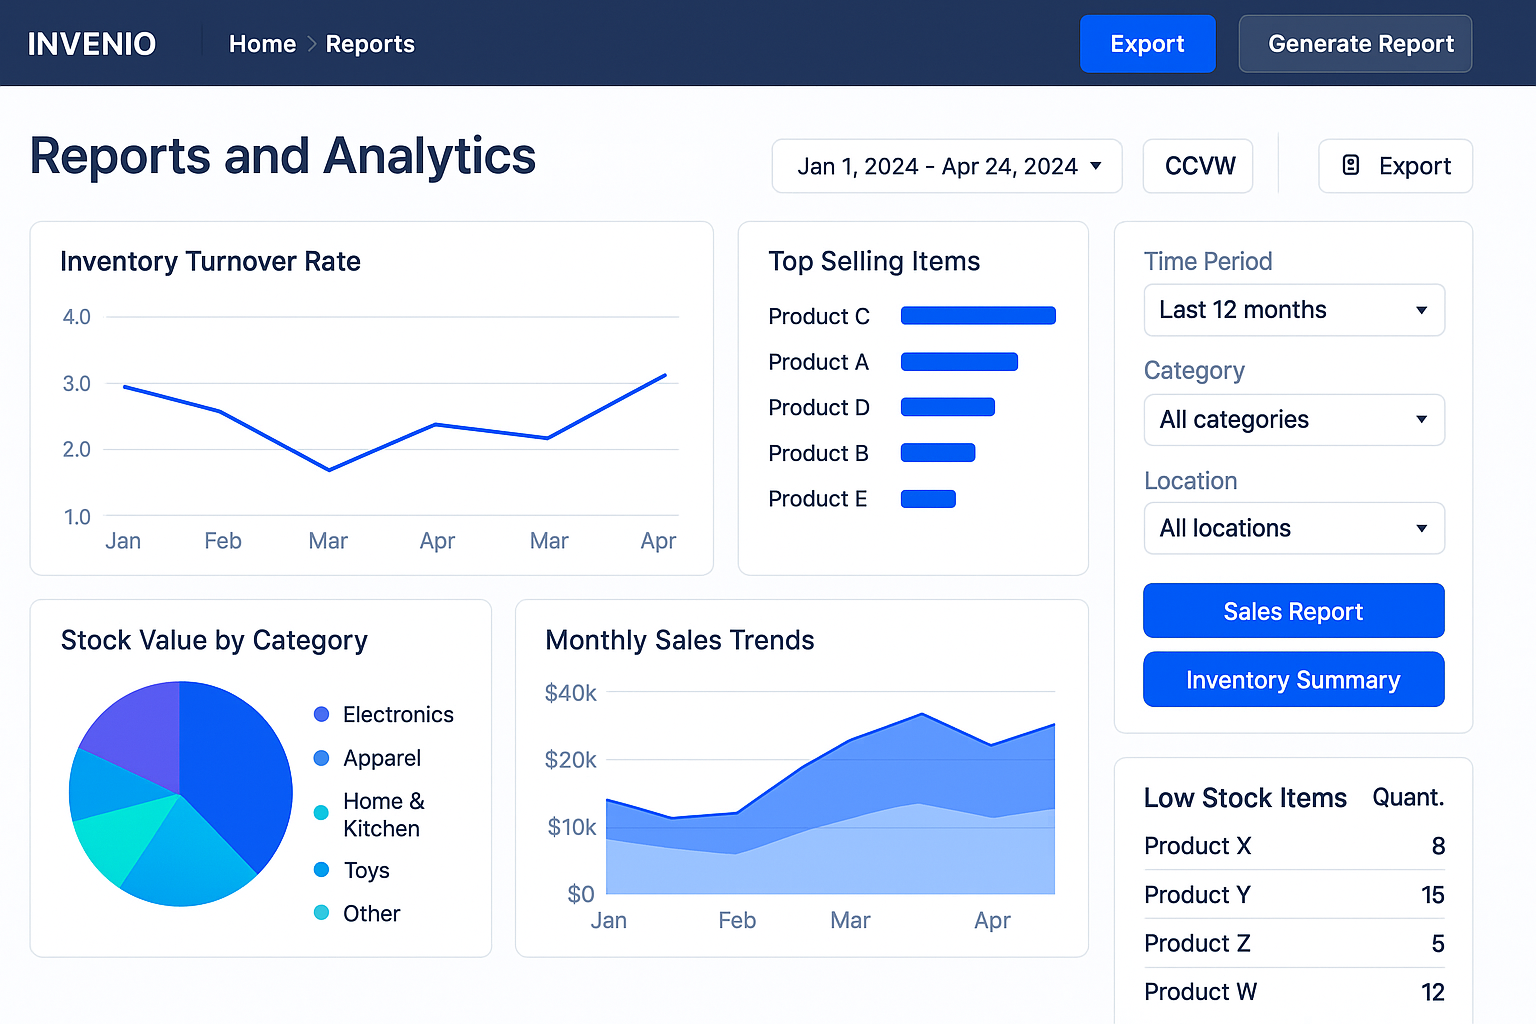 INVENIO
Home > Reports
Export
Generate Report
Reports and Analytics
Jan 1, 2024 - Apr 24, 2024
CCVW
Export
Inventory Turnover Rate
4.0
3.0
2.0
1.0
Jan Feb Mar Apr Mar Apr
Top Selling Items
Product C
Product A
Product D
Product B
Product E
Time Period
Last 12 months
Category
All categories
Location
All locations
Sales Report
Inventory Summary
Stock Value by Category
Electronics
Apparel
Home &
Kitchen
Toys
Other
Monthly Sales Trends
$40k
$20k
$10k
$0
Jan Feb Mar Apr
Low Stock Items Quant.
Product X 8
Product Y 15
Product Z 5
Product W 12